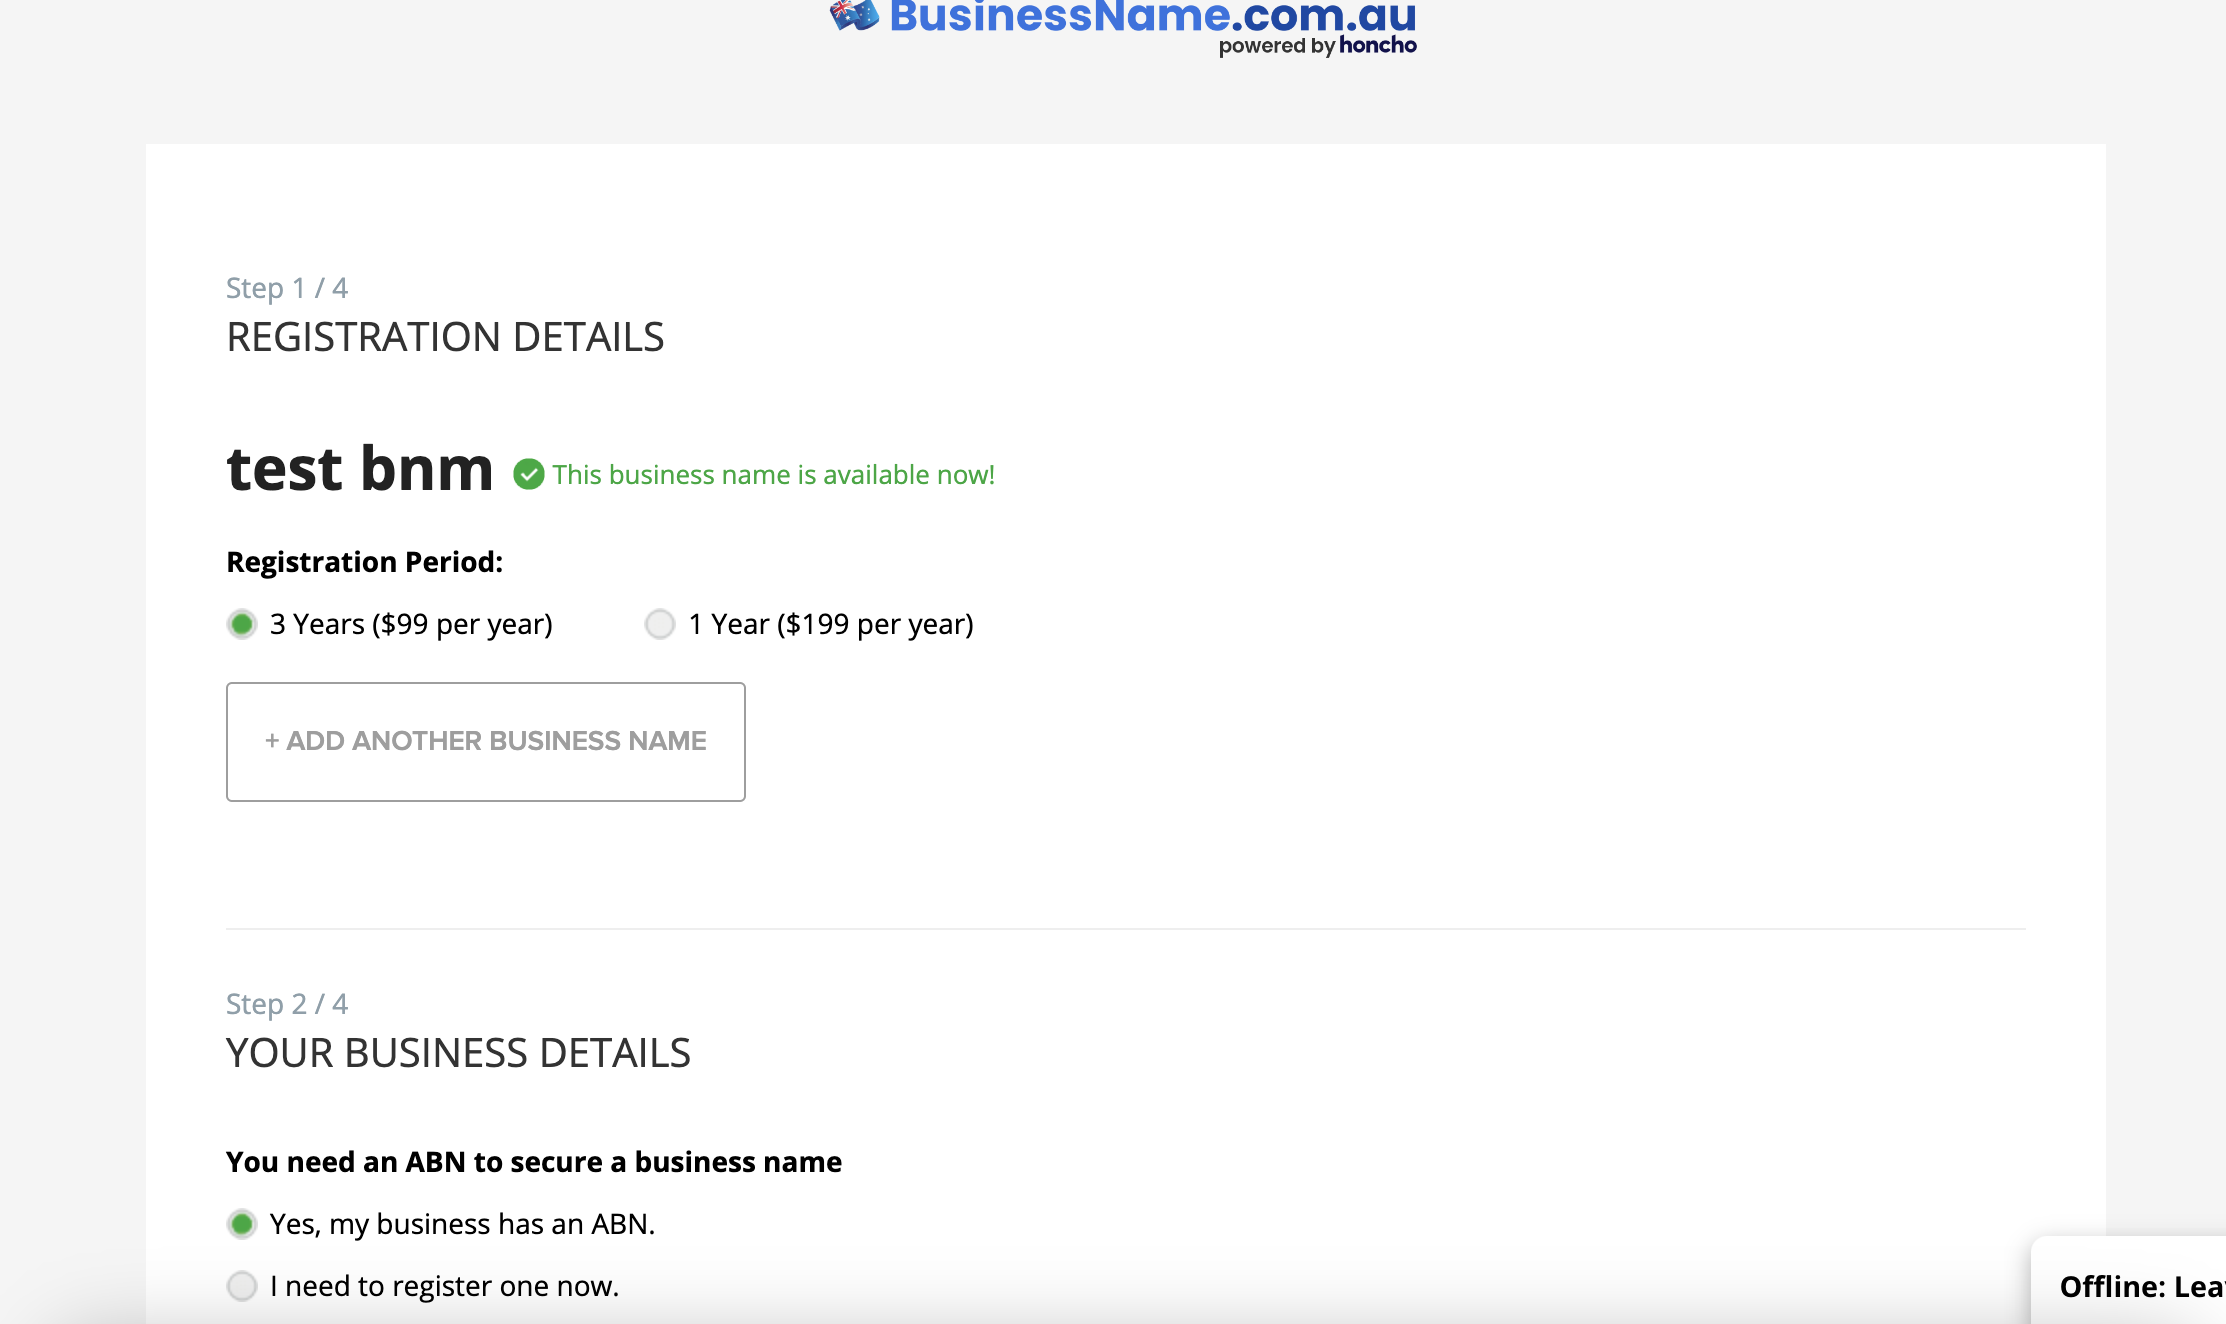 BusinessName.com.au
powered by honcho
Step 1 / 4
REGISTRATION DETAILS
test bnm This business name is available now!
Registration Period:
3 Years ($99 per year) 1 Year ($199 per year)
+ ADD ANOTHER BUSINESS NAME
Step 2 / 4
YOUR BUSINESS DETAILS
You need an ABN to secure a business name
Yes, my business has an ABN.
I need to register one now.
Offline: